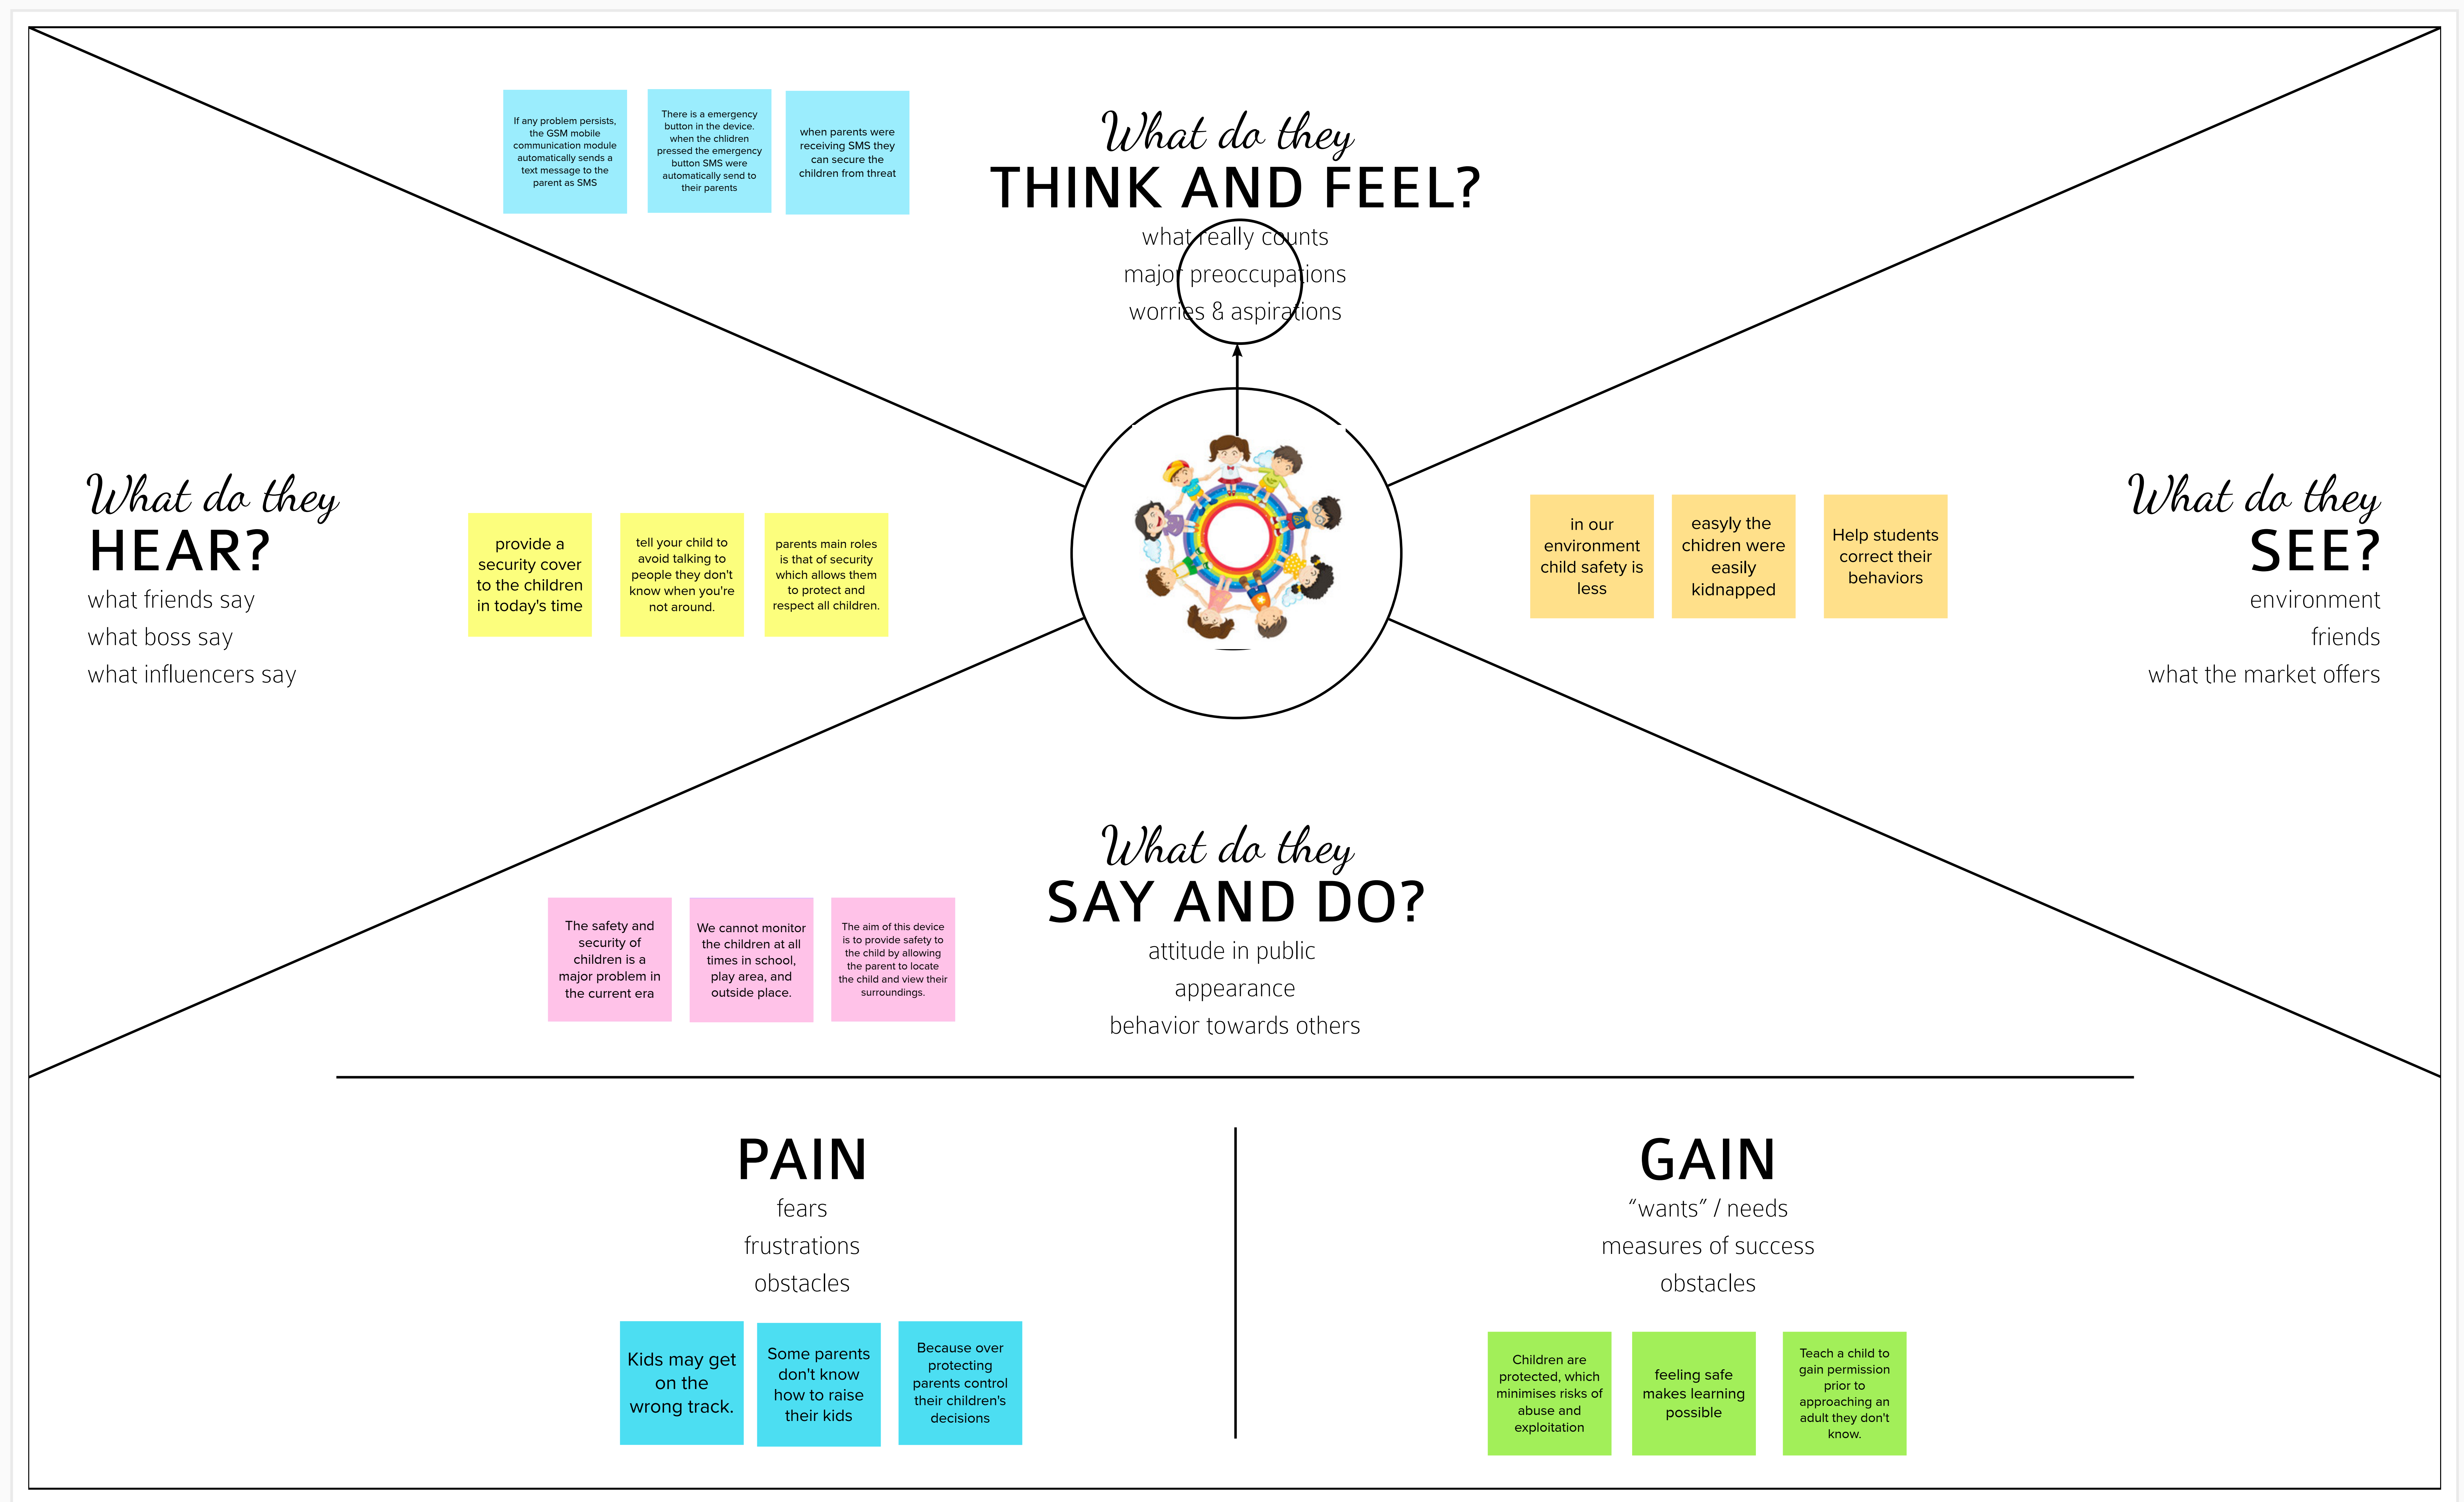 If any problem persists,
the GSM mobile
communication module
automatically sends a
text message to the
parent as SMS
There is a emergency
button in the device.
when the chlidren
pressed the emergency
button SMS were
automatically send to
their parents
when parents were
receiving SMS they
can secure the
children from threat
What do they
THINK AND FEEL?
what really counts
major preoccupations
worries & aspirations
What do they
HEAR?
what friends say
what boss say
what influencers say
provide a
security cover
to the children
in today's time
tell your child to
avoid talking to
people they don't
know when you're
not around.
parents main roles
is that of security
which allows them
to protect and
respect all children.
in our
environment
child safety is
less
easyly the
chidren were
easily
kidnapped
Help students
correct their
behaviors
What do they
SEE?
environment
friends
what the market offers
What do they
SAY AND DO?
attitude in public
appearance
behavior towards others
The safety and
security of
children is a
major problem in
the current era
We cannot monitor
the children at all
times in school,
play area, and
outside place.
The aim of this device
is to provide safety to
the child by allowing
the parent to locate
the child and view their
surroundings.
PAIN
fears
frustrations
obstacles
Kids may get
on the
wrong track.
Some parents
don't know
how to raise
their kids
Because over
protecting
parents control
their children's
decisions
GAIN
“wants” / needs
measures of success
obstacles
Children are
protected, which
minimises risks of
abuse and
exploitation
feeling safe
makes learning
possible
Teach a child to
gain permission
prior to
approaching an
adult they don't
know.